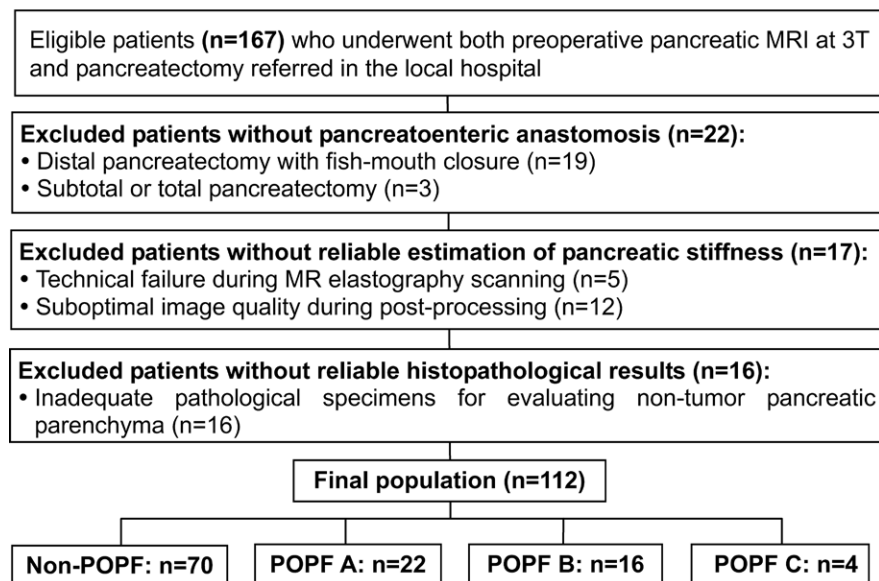 Eligible patients (n=167) who underwent both preoperative pancreatic MRI at 3T
and pancreatectomy referred in the local hospital
Excluded patients without pancreatoenteric anastomosis (n=22):
• Distal pancreatectomy with fish-mouth closure (n=19)
• Subtotal or total pancreatectomy (n=3)
Excluded patients without reliable estimation of pancreatic stiffness (n=17):
• Technical failure during MR elastography scanning (n=5)
• Suboptimal image quality during post-processing (n=12)
Excluded patients without reliable histopathological results (n=16):
• Inadequate pathological specimens for evaluating non-tumor pancreatic
parenchyma (n=16)
Final population (n=112)
Non-POPF: n=70 POPF A: n=22 POPF B: n=16 POPF C: n=4